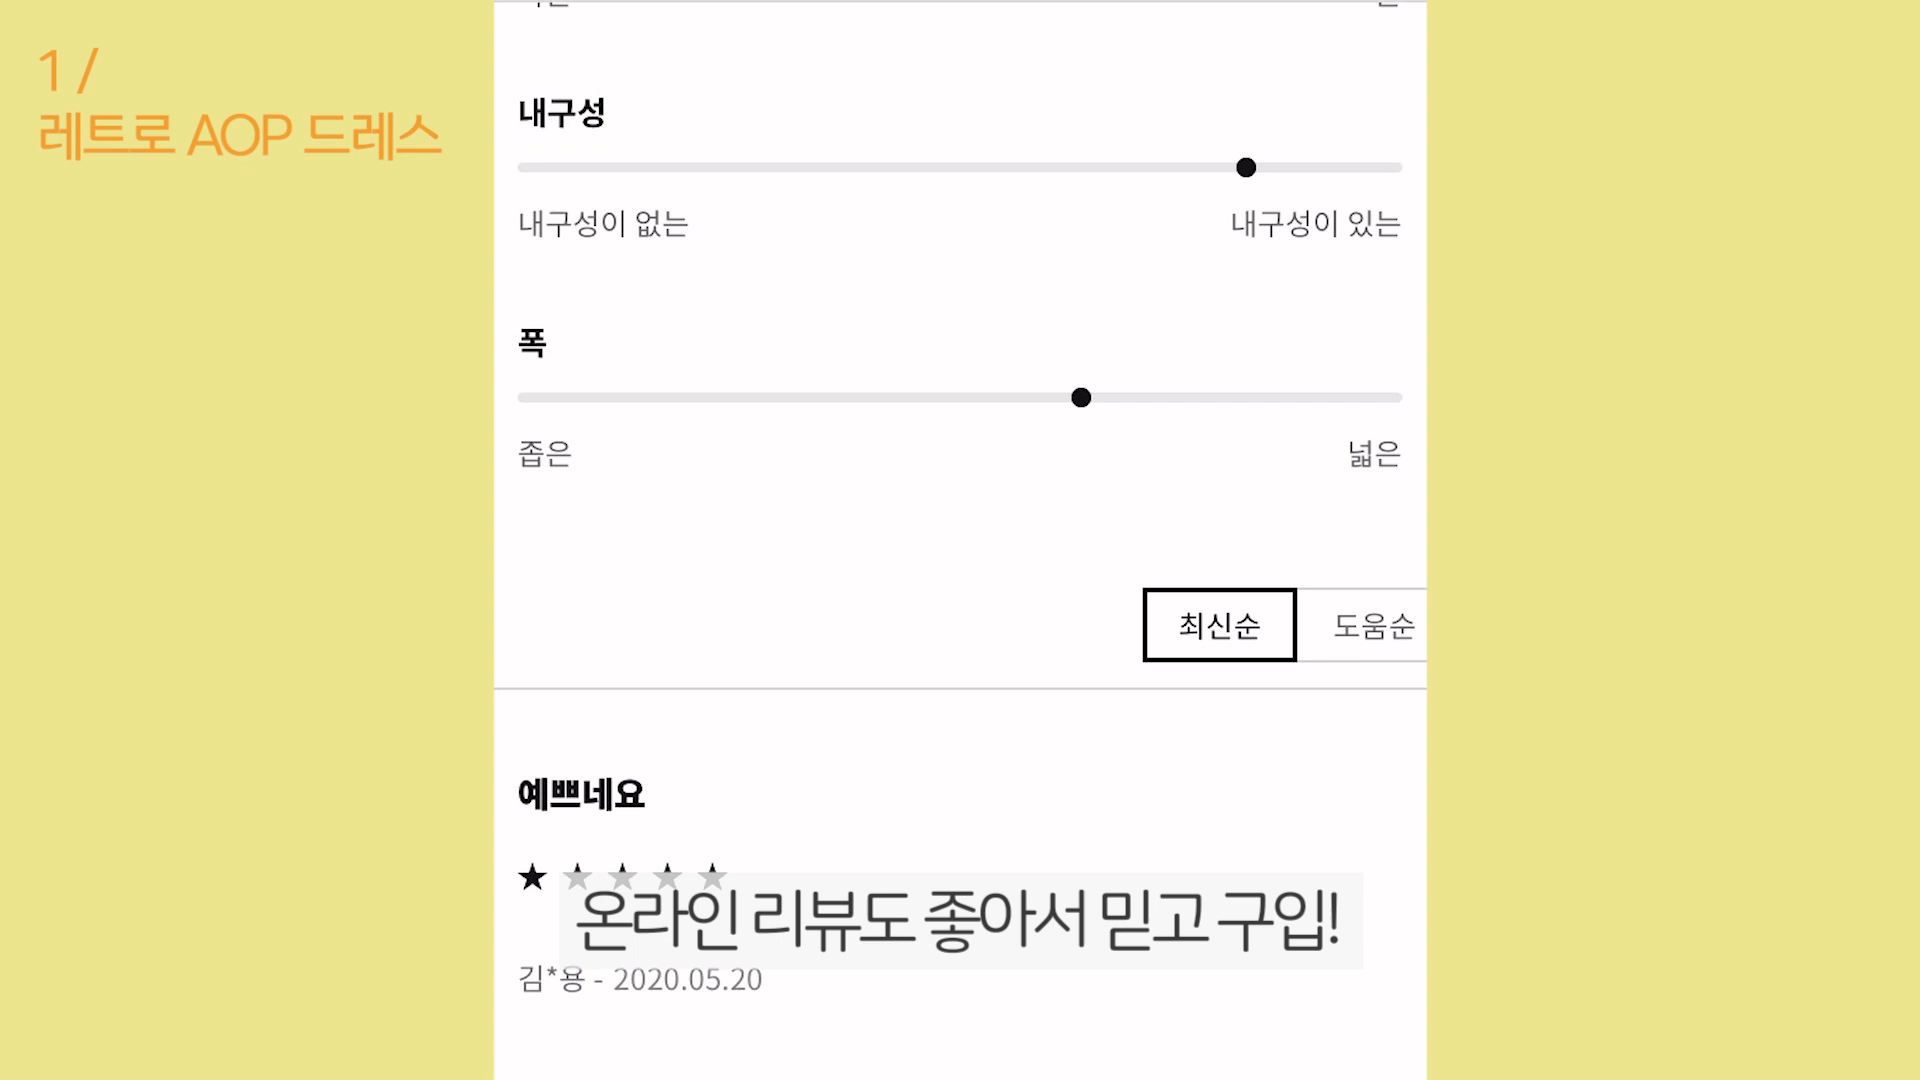 1 /
레트로 AOP 드레스
내구성
내구성이 없는 내구성이 있는
폭
좁은 넓은
최신순 도움순
예쁘네요
온라인 리뷰도 좋아서 믿고 구입!
김*용 - 2020.05.20